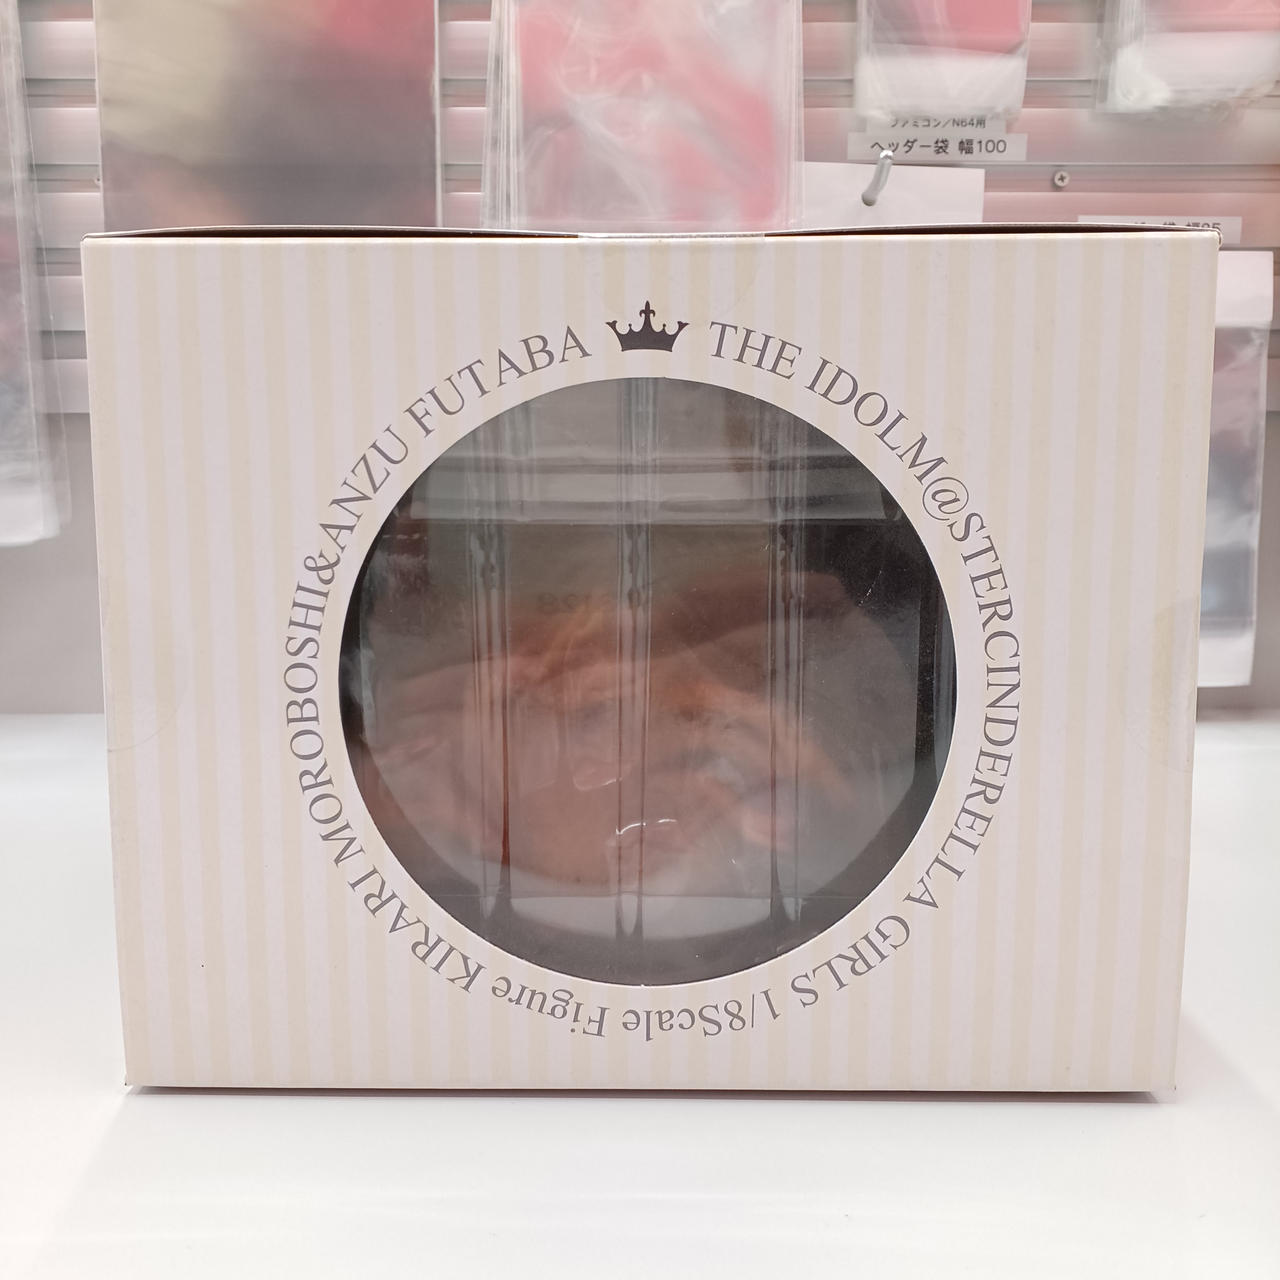 ファミコン/N64用
ヘッダー袋 幅100
THE IDOLM@STERCINDERELLA GIRLS 1/8Scale Figure KIRARI MOROBOSHI&ANZU FUTABA